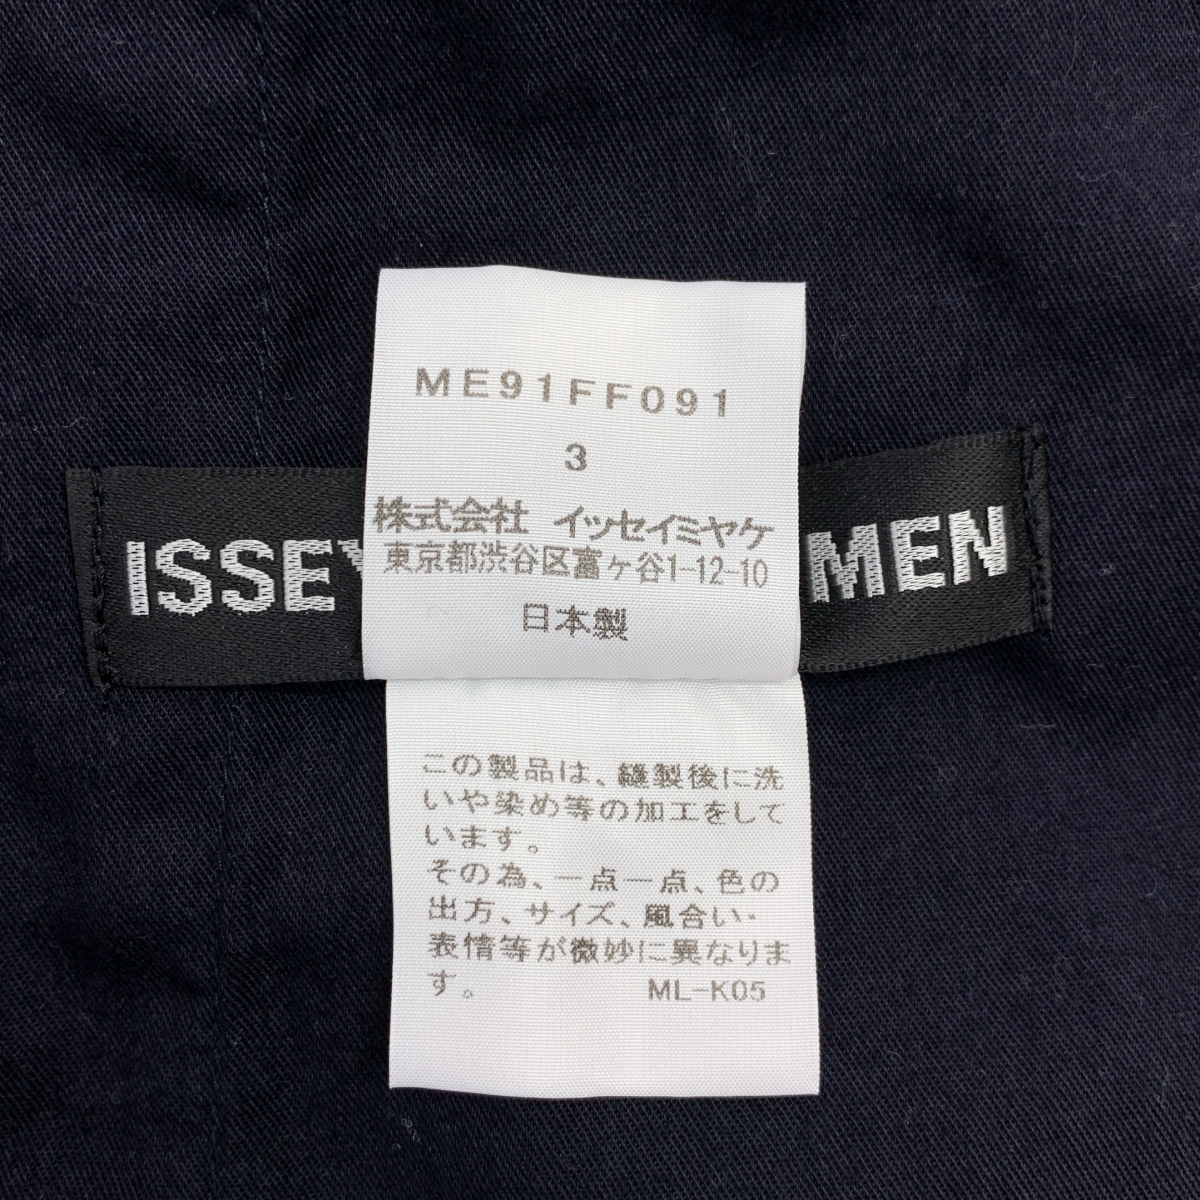 ME91FF091
3
株式会社 イッセイミヤケ
東京都渋谷区富ヶ谷1-12-10
日本製
MEN
この製品は、縫製後に洗
いや染め等の加工をして
います。
その為、一点一点、色の
出方、サイズ、風合い・
表情等が微妙に異なりま
す。 ML-K05